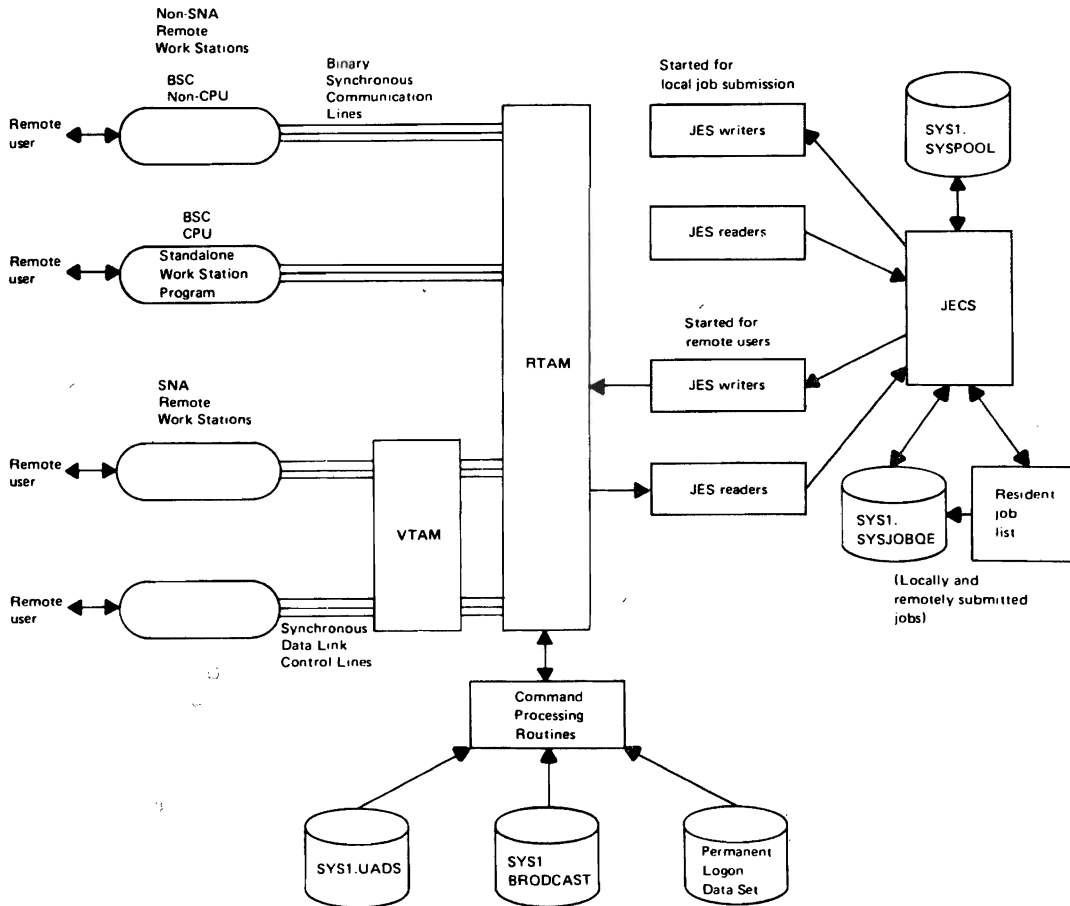 Non-SNA
Remote
Work Stations
BSC
Non-CPU
Binary
Synchronous
Communication
Lines
Remote
user
BSC
CPU
Remote
user
Standalone
Work Station
Program
SNA
Remote
Work Stations
Remote
user
VTAM
Remote
user
Synchronous
Data Link
Control Lines
RTAM
Started for
local job submission
JES writers
JES readers
Started for
remote users
JES writers
JES readers
SYS1.
SYSPOOL
JECS
SYS1.
SYSJOBQE
Resident
job
list
(Locally and
remotely submitted
jobs)
Command
Processing
Routines
SYS1.UADS
SYS1
BRODCAST
Permanent
Logon
Data Set